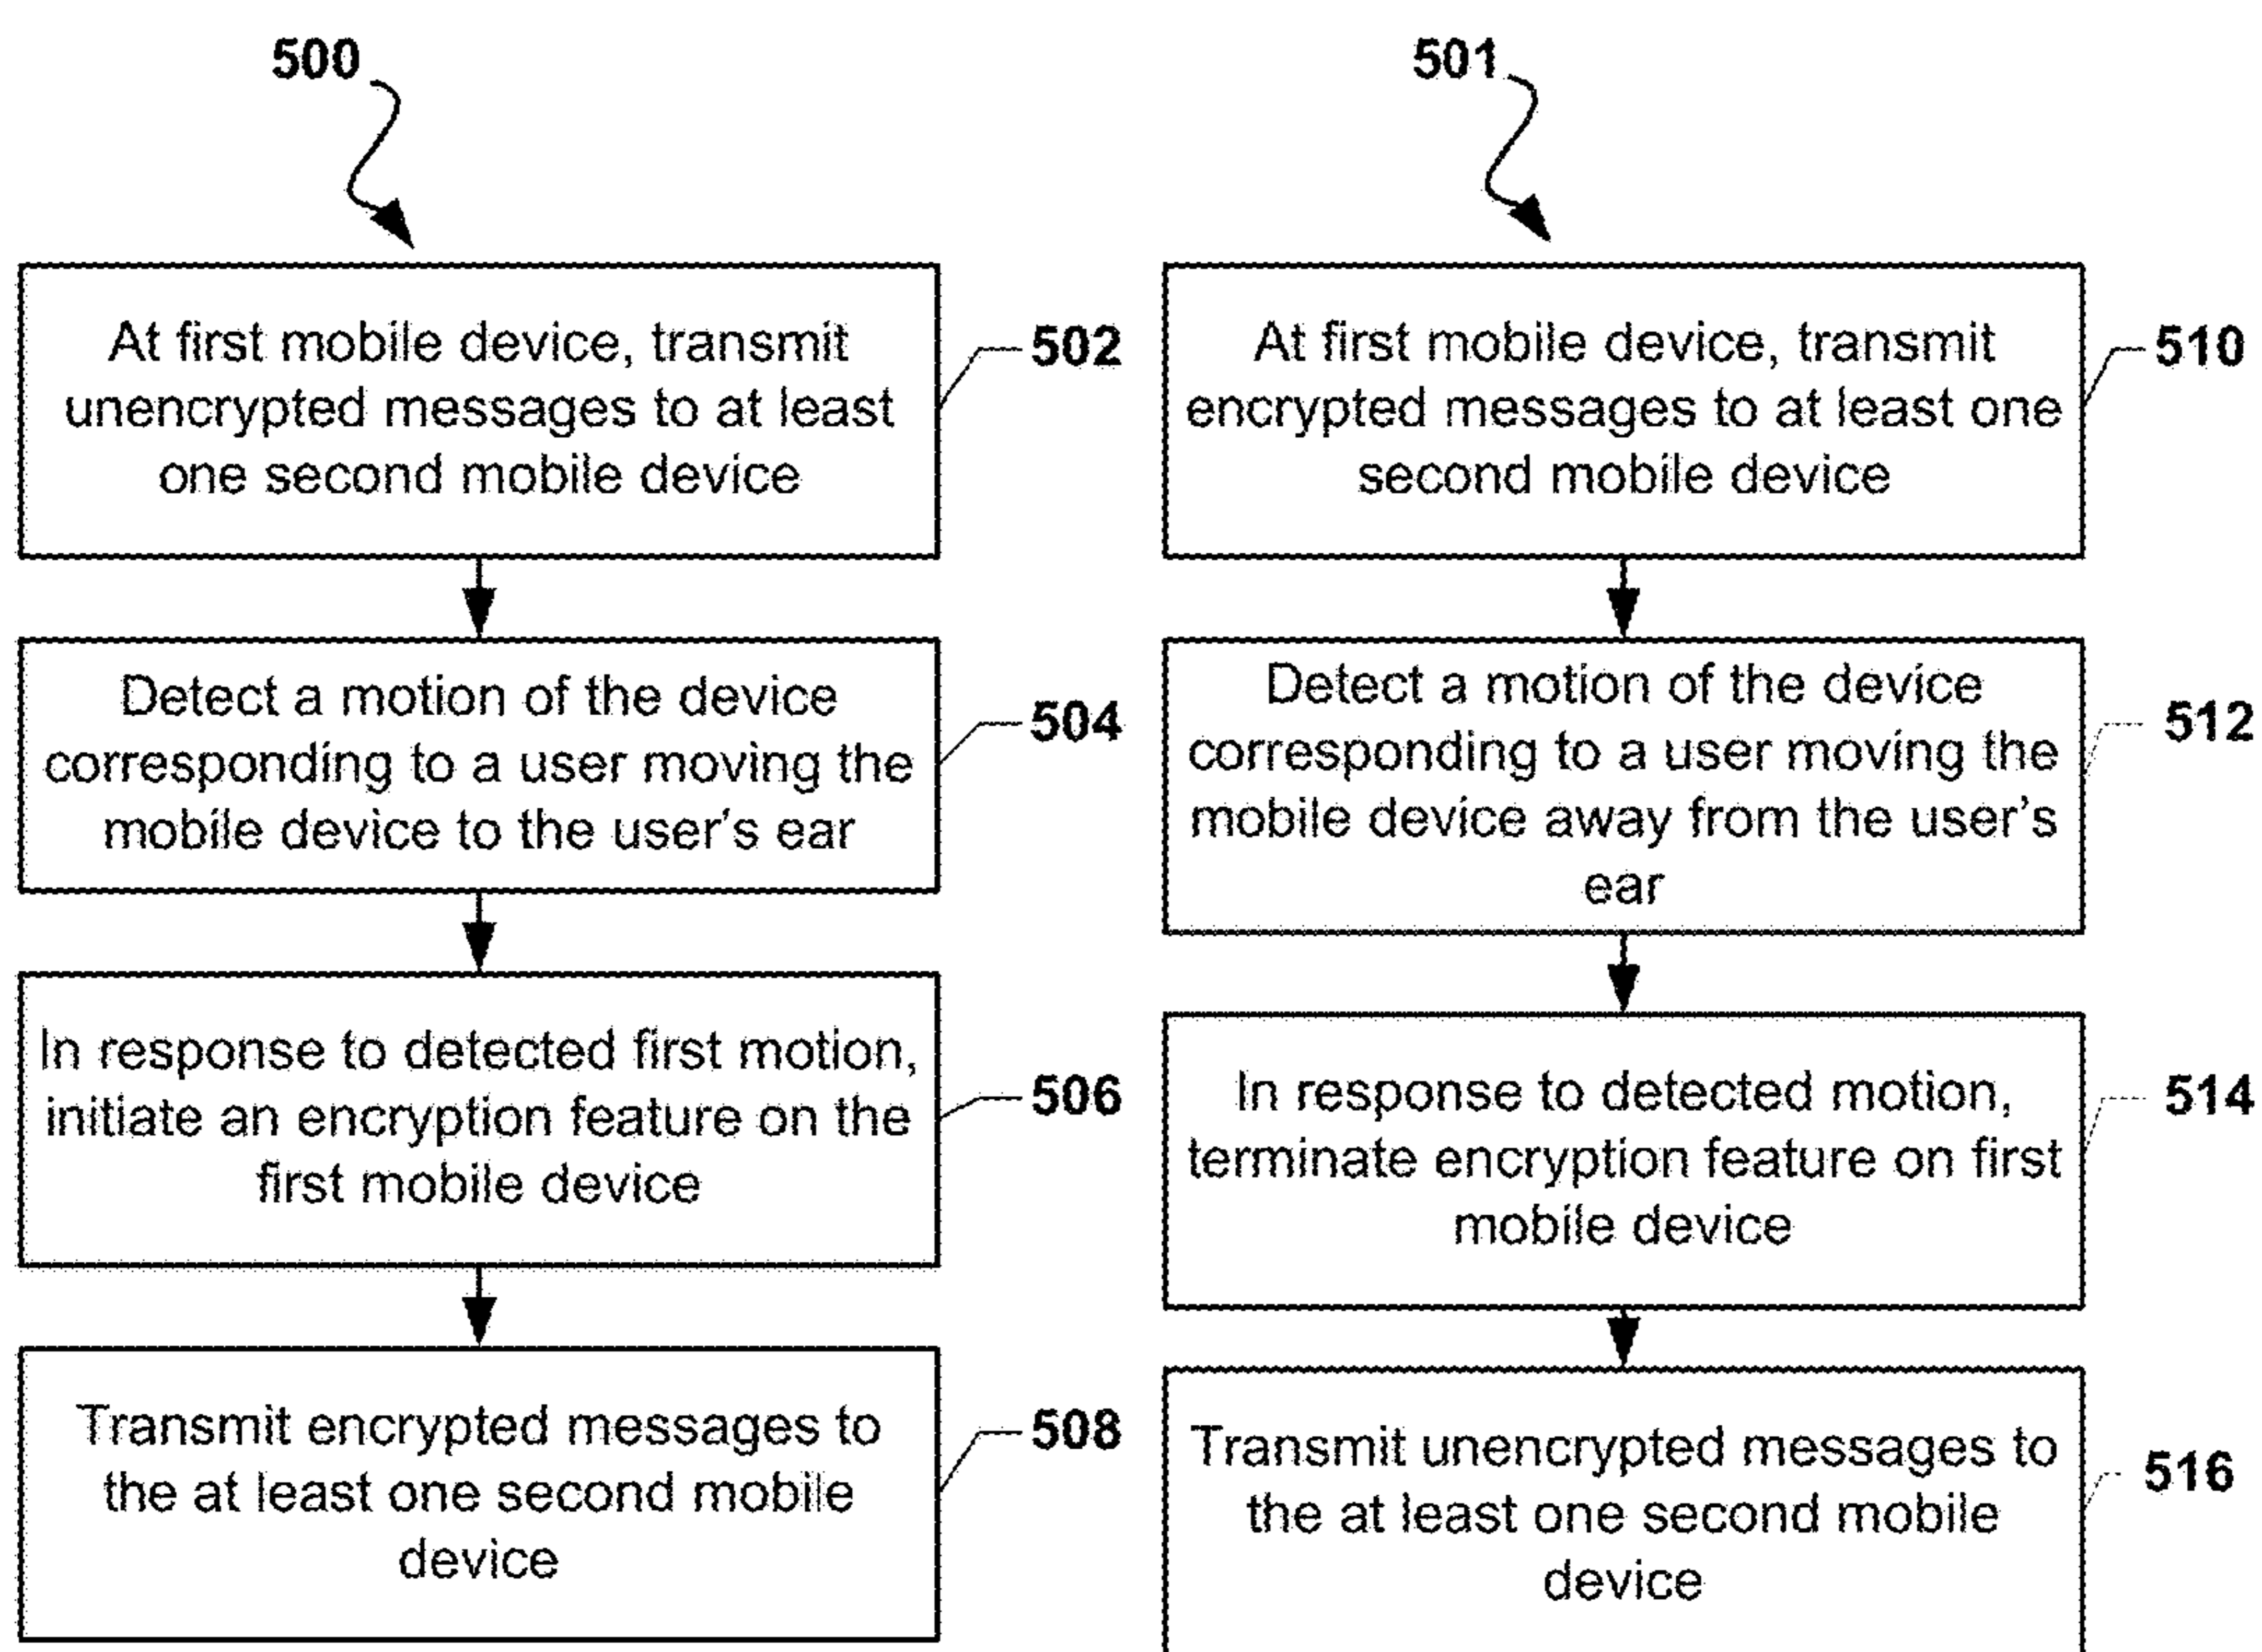 500
At first mobile device, transmit
unencrypted messages to at least
one second mobile device
502
Detect a motion of the device
corresponding to a user moving the
mobile device to the user's ear
504
In response to detected first motion,
initiate an encryption feature on the
first mobile device
506
Transmit encrypted messages to
the at least one second mobile
device
508
501
At first mobile device, transmit
encrypted messages to at least one
second mobile device
510
Detect a motion of the device
corresponding to a user moving the
mobile device away from the user's
ear
512
In response to detected motion,
terminate encryption feature on first
mobile device
514
Transmit unencrypted messages to
the at least one second mobile
device
516